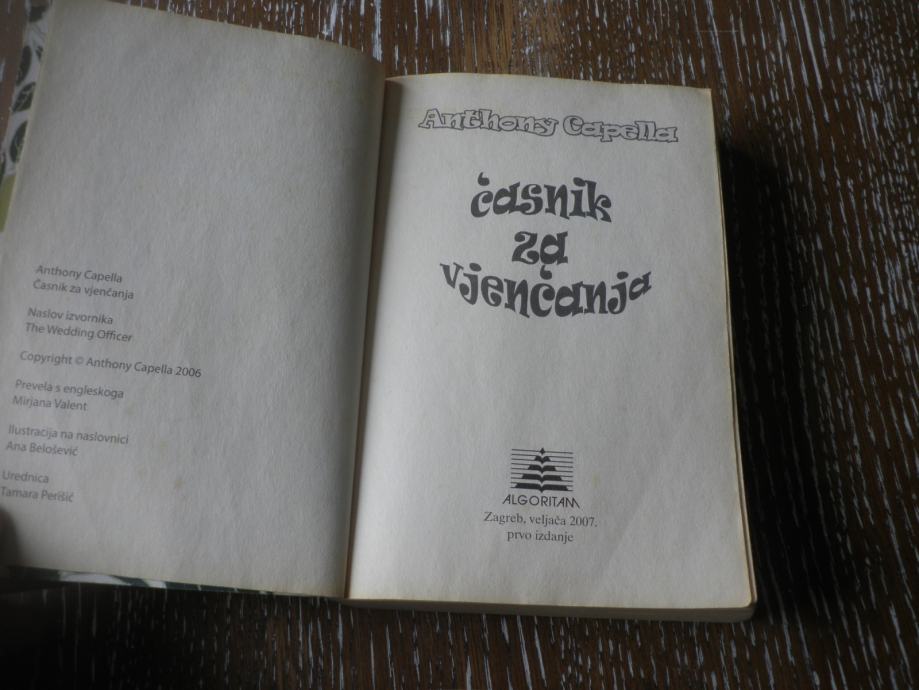 Anthony Capella
Časnik za vjenčanja
Naslov izvornika
The Wedding Officer
Copyright © Anthony Capella 2006
Prevela s engleskoga
Mirjana Valent
Ilustracija na naslovnici
Ana Belošević
Urednica
Tamara Perišić
Anthony Capella
časnik
za
vjenčanja
ALGORITAM
Zagreb, veljača 2007.
prvo izdanje